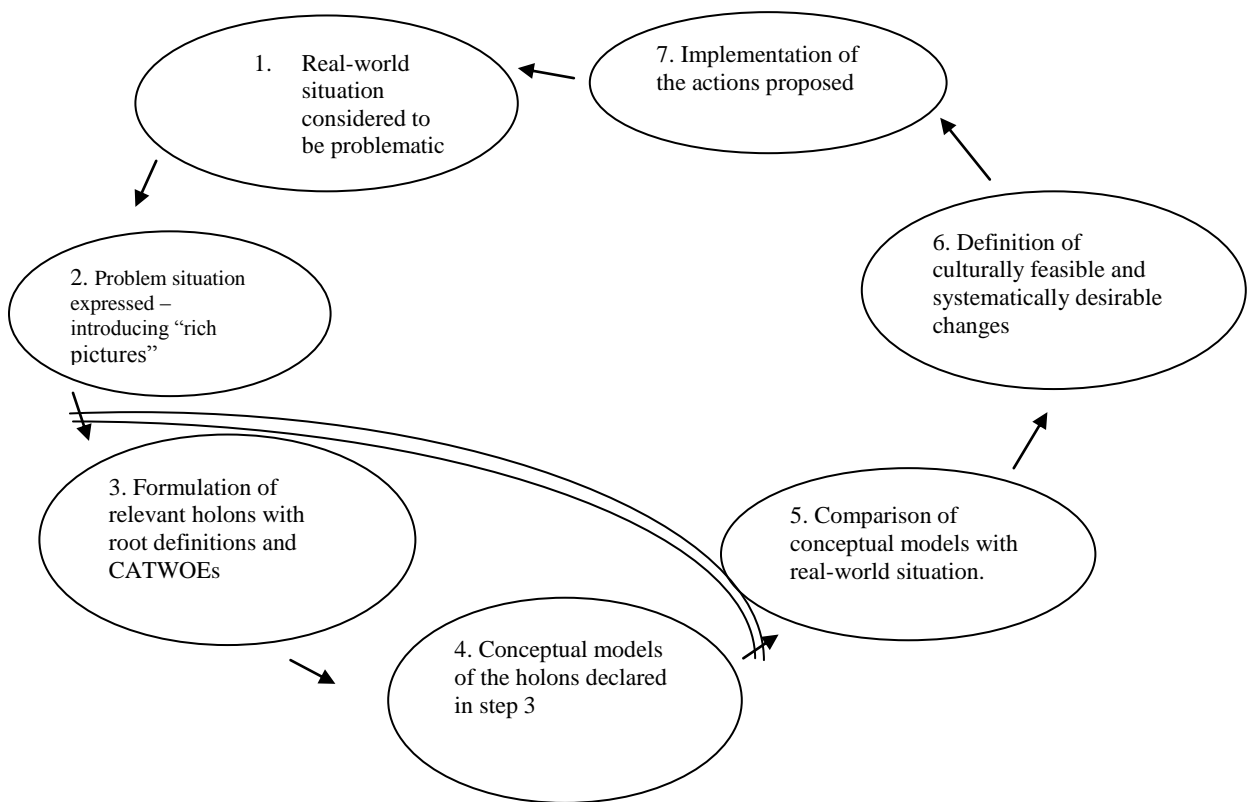 1. Real-world
situation
considered to
be problematic
2. Problem situation
expressed –
introducing “rich
pictures”
3. Formulation of
relevant holons with
root definitions and
CATWOEs
4. Conceptual models
of the holons declared
in step 3
5. Comparison of
conceptual models with
real-world situation.
6. Definition of
culturally feasible and
systematically desirable
changes
7. Implementation of
the actions proposed